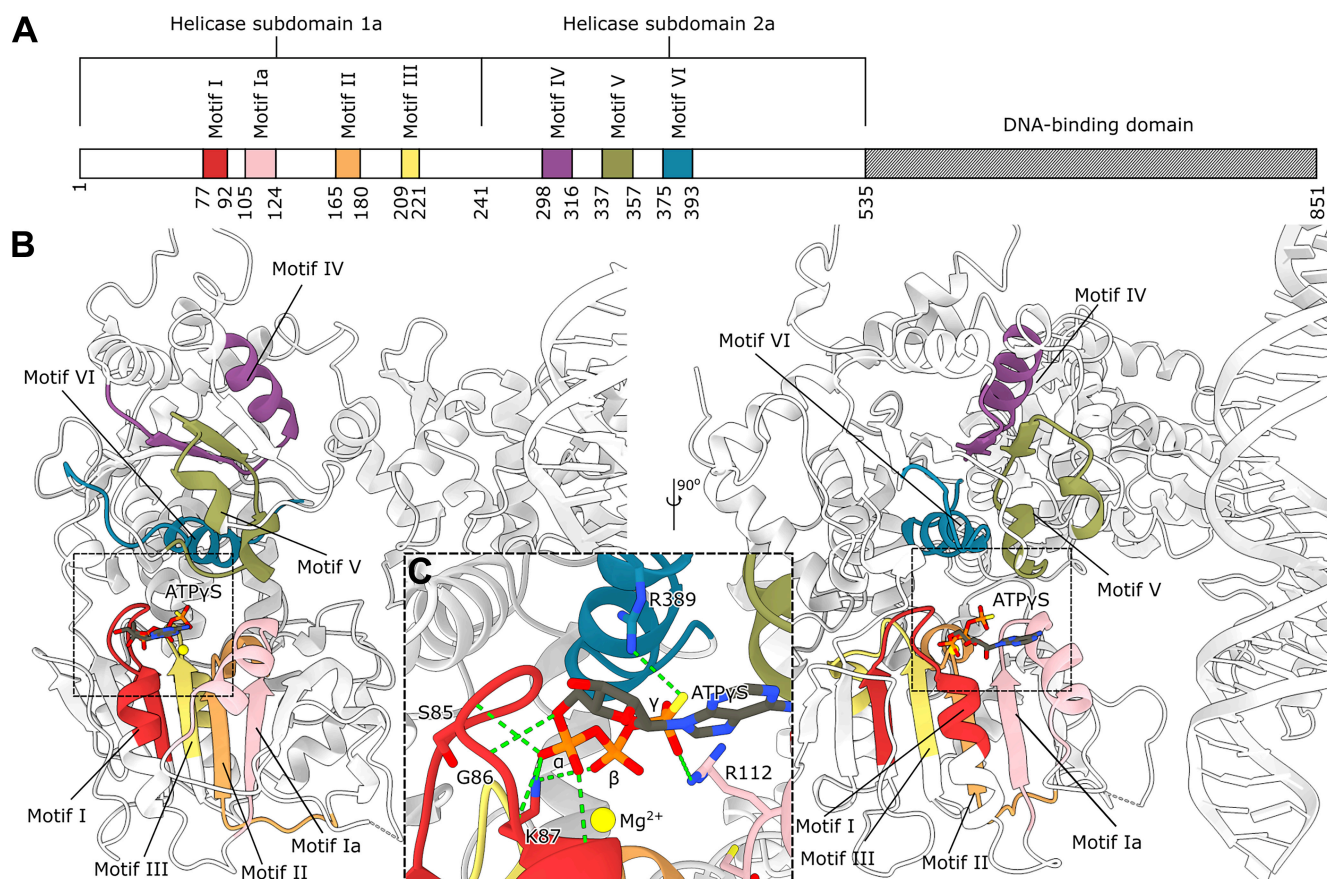 A
Helicase subdomain 1a
Helicase subdomain 2a
Motif I
Motif Ia
Motif II
Motif III
Motif IV
Motif V
Motif VI
DNA-binding domain
1
77
92
105
124
165
180
209
221
241
298
316
337
357
375
393
535
851
B
Motif IV
Motif VI
Motif V
ATPγS
Motif I
Motif III
Motif II
Motif Ia
90°
Motif IV
Motif VI
Motif V
ATPγS
Motif I
Motif III
Motif II
Motif Ia
C
R389
ATPγS
γ
S85
G86
α
β
R112
K87
Mg²⁺